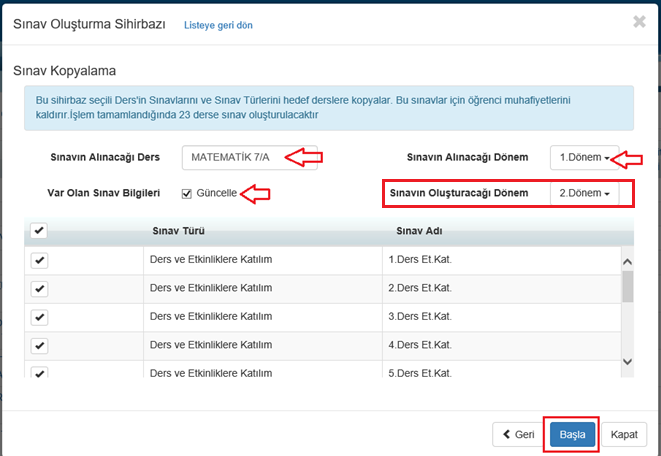 Sınav Oluşturma Sihirbazı Listeye geri dön
Sınav Kopyalama
Bu sihirbaz seçili Ders'in Sınavlarını ve Sınav Türlerini hedef derslere kopyalar. Bu sınavlar için öğrenci muhafiyetlerini
kaldırır.İşlem tamamlandığında 23 derse sınav oluşturulacaktır
Sınavın Alınacağı Ders MATEMATİK 7/A Sınavın Alınacağı Dönem 1.Dönem
Var Olan Sınav Bilgileri Güncelle Sınavın Oluşturacağı Dönem 2.Dönem
Sınav Türü Sınav Adı
Ders ve Etkinliklere Katılım 1.Ders Et.Kat.
Ders ve Etkinliklere Katılım 2.Ders Et.Kat.
Ders ve Etkinliklere Katılım 3.Ders Et.Kat.
Ders ve Etkinliklere Katılım 4.Ders Et.Kat.
Ders ve Etkinliklere Katılım 5.Ders Et.Kat.
Geri Başla Kapat